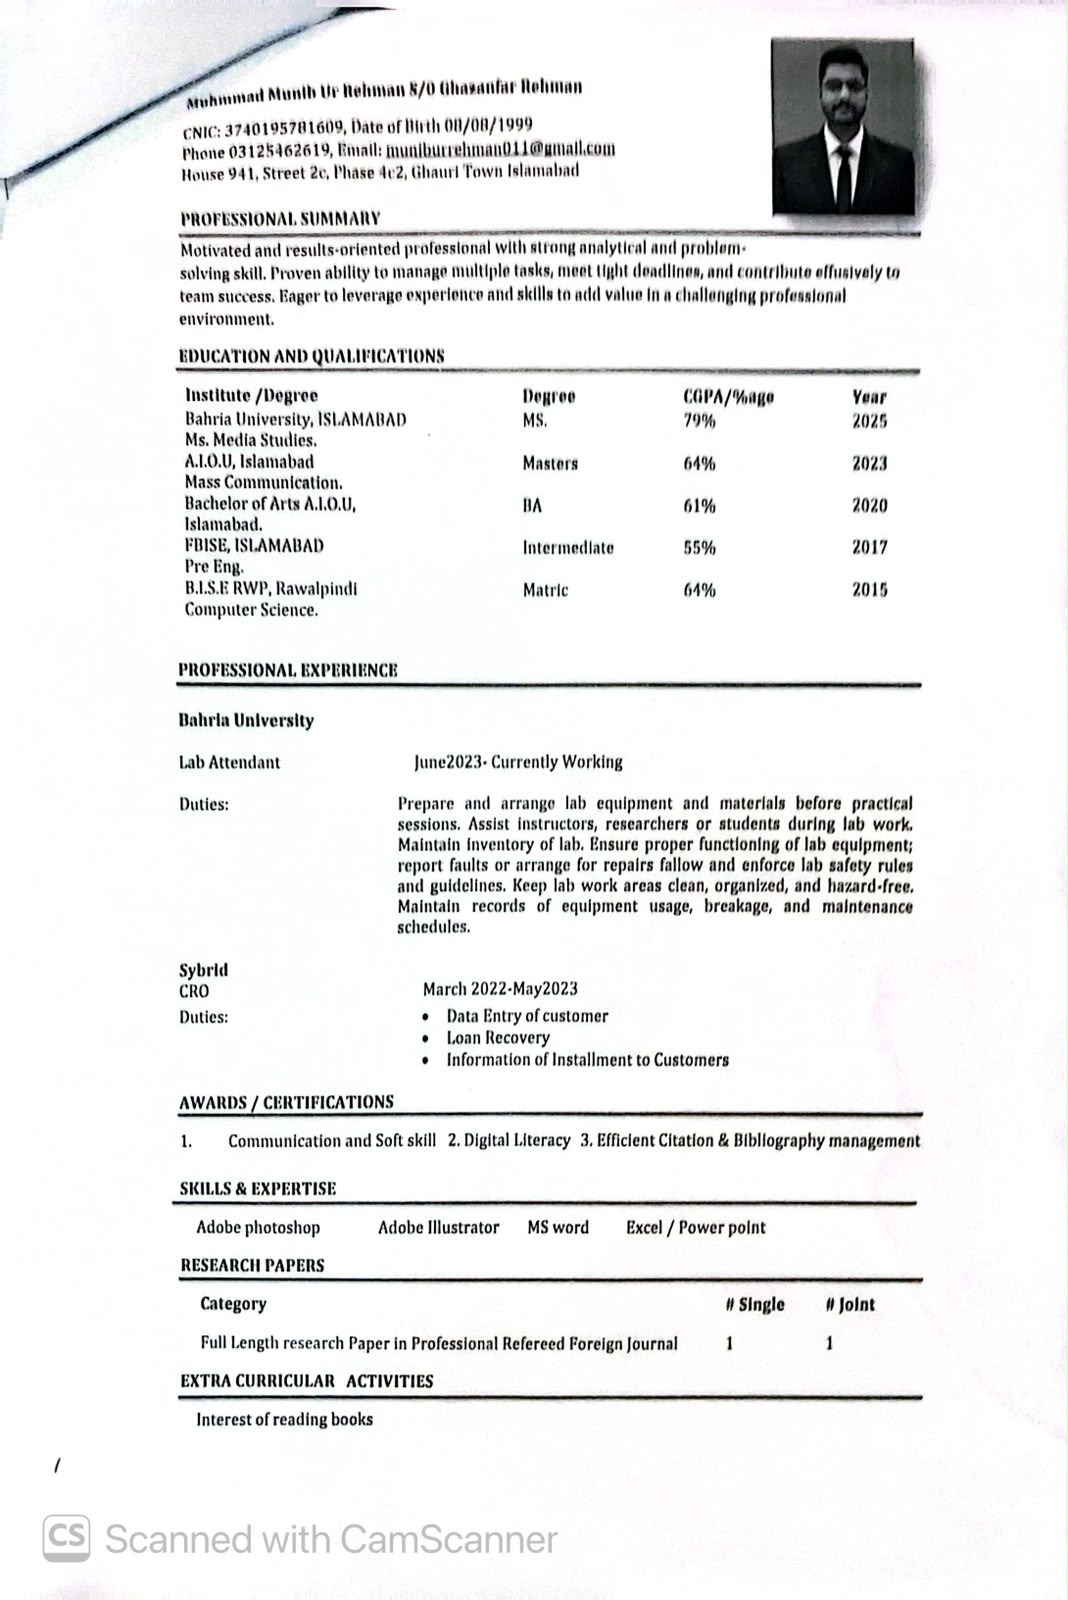 Muhmmad Munib Ur Rehman S/O Ghasanfar Rehman
CNIC: 3740195781609, Date of Birth 08/08/1999
Phone 03125462619, Email: muniburrehman011@gmail.com
House 941, Street 2c, Phase 4c2, Ghauri Town Islamabad
PROFESSIONAL SUMMARY
Motivated and results-oriented professional with strong analytical and problem-
solving skill. Proven ability to manage multiple tasks, meet tight deadlines, and contribute effusively to
team success. Eager to leverage experience and skills to add value in a challenging professional
environment.
EDUCATION AND QUALIFICATIONS
Institute /Degree Degree CGPA/%age Year
Bahria University, ISLAMABAD MS. 79% 2025
Ms. Media Studies.
A.I.O.U, Islamabad Masters 64% 2023
Mass Communication.
Bachelor of Arts A.I.O.U, BA 61% 2020
Islamabad.
FBISE, ISLAMABAD Intermediate 55% 2017
Pre Eng.
B.I.S.E RWP, Rawalpindi Matric 64% 2015
Computer Science.
PROFESSIONAL EXPERIENCE
Bahria University
Lab Attendant June2023- Currently Working
Duties: Prepare and arrange lab equipment and materials before practical
sessions. Assist instructors, researchers or students during lab work.
Maintain inventory of lab. Ensure proper functioning of lab equipment;
report faults or arrange for repairs fallow and enforce lab safety rules
and guidelines. Keep lab work areas clean, organized, and hazard-free.
Maintain records of equipment usage, breakage, and maintenance
schedules.
Sybrid
CRO March 2022-May2023
Duties: • Data Entry of customer
• Loan Recovery
• Information of Installment to Customers
AWARDS / CERTIFICATIONS
1. Communication and Soft skill 2. Digital Literacy 3. Efficient Citation & Bibliography management
SKILLS & EXPERTISE
Adobe photoshop Adobe Illustrator MS word Excel / Power point
RESEARCH PAPERS
Category # Single # Joint
Full Length research Paper in Professional Refereed Foreign Journal 1 1
EXTRA CURRICULAR ACTIVITIES
Interest of reading books
/
CS Scanned with CamScanner